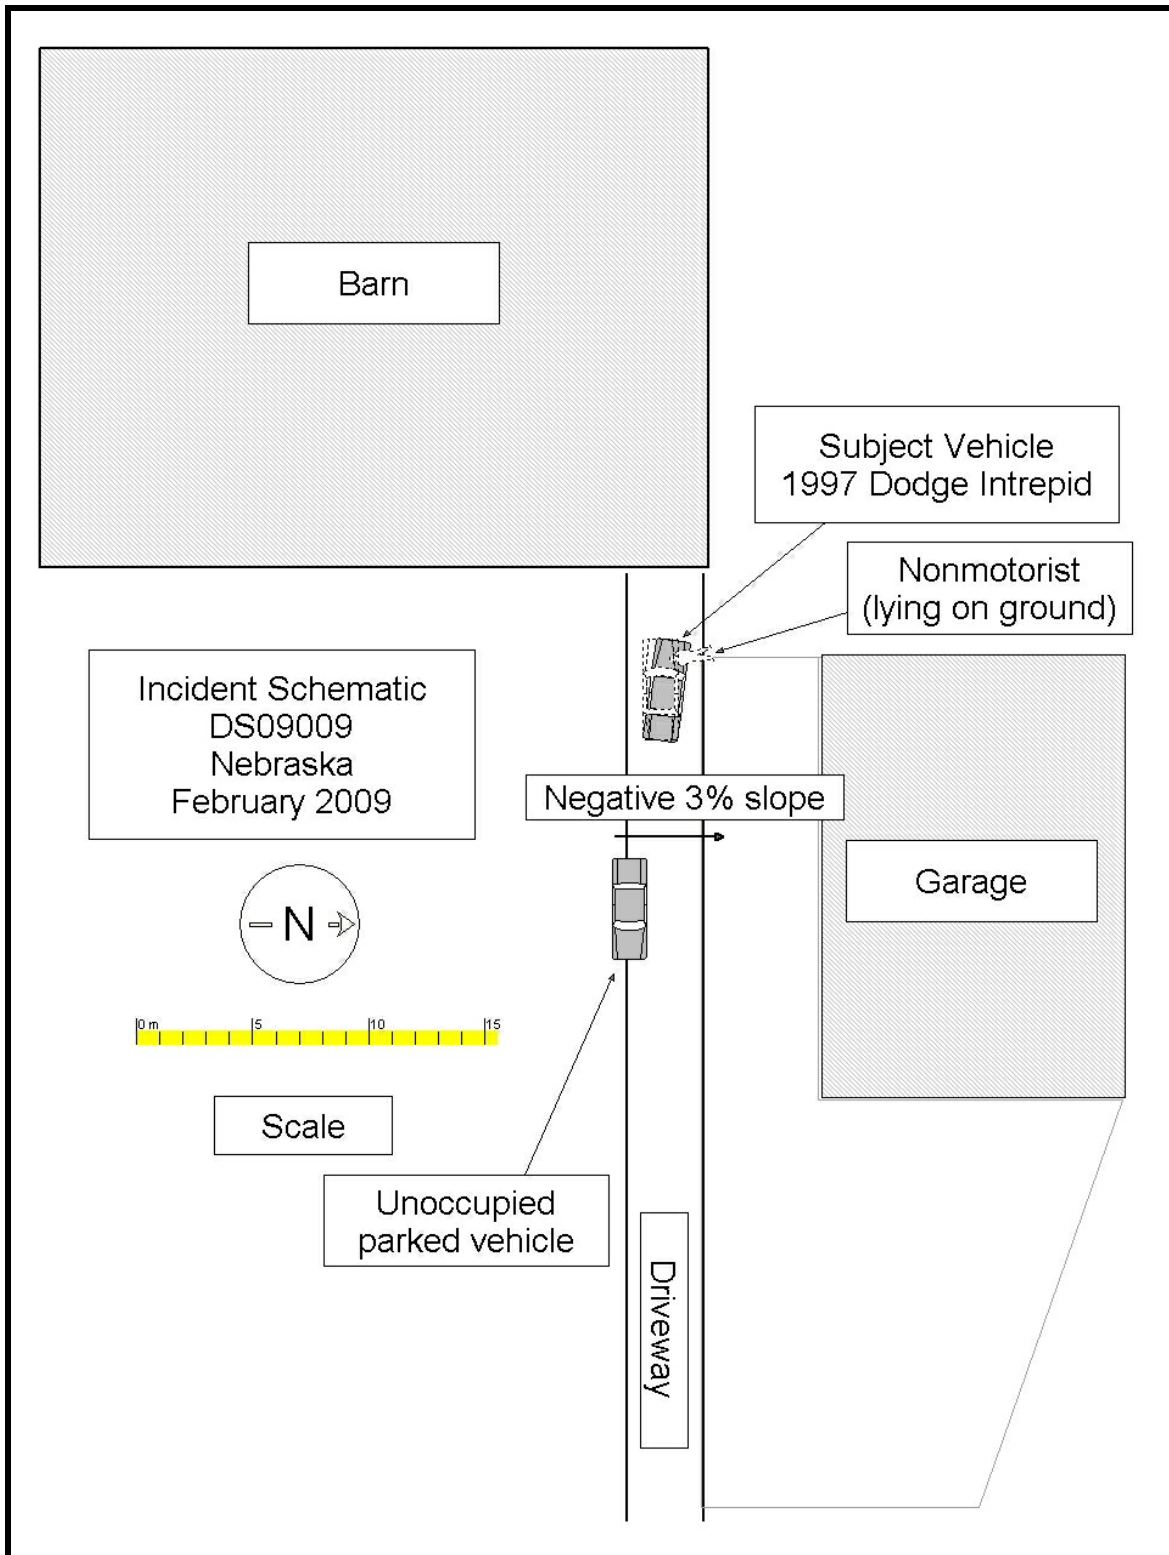 Barn
Subject Vehicle
1997 Dodge Intrepid
Nonmotorist
(lying on ground)
Incident Schematic
DS09009
Nebraska
February 2009
Negative 3% slope
Garage
N
0 m 5 10 15
Scale
Unoccupied
parked vehicle
Driveway